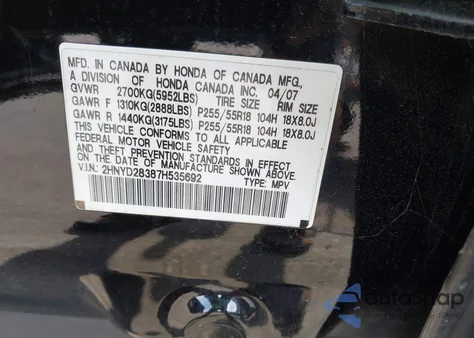 MFD. IN CANADA BY HONDA OF CANADA MFG.,
A DIVISION OF HONDA CANADA INC. 04/07
GVWR 2700KG(5952LBS) TIRE SIZE RIM SIZE
GAWR F 1310KG(2888LBS) P255/55R18 104H 18X8.0J
GAWR R 1440KG(3175LBS) P255/55R18 104H 18X8.0J
THIS VEHICLE CONFORMS TO ALL APPLICABLE
FEDERAL MOTOR VEHICLE SAFETY
STANDARDS IN EFFECT ON THE DATE OF
MANUFACTURE SHOWN ABOVE.
V.I.N.: 2HNYD28387H535692 TYPE: MPV
autosnap